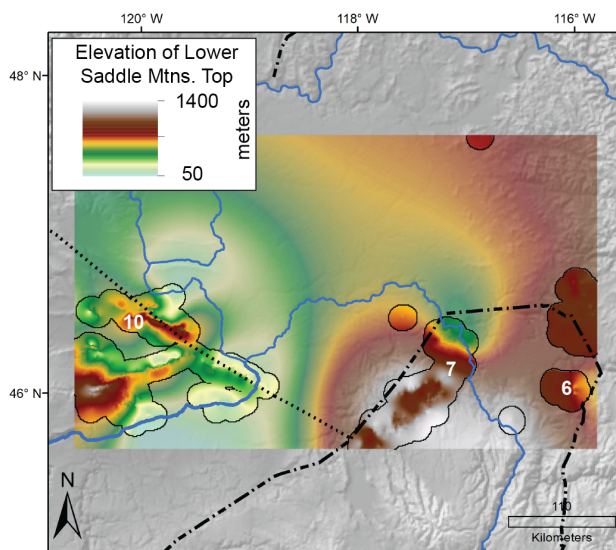 120° W
118° W
116° W
48° N
Elevation of Lower
Saddle Mtns. Top
1400
meters
50
10
7
6
46° N
N
110
Kilometers